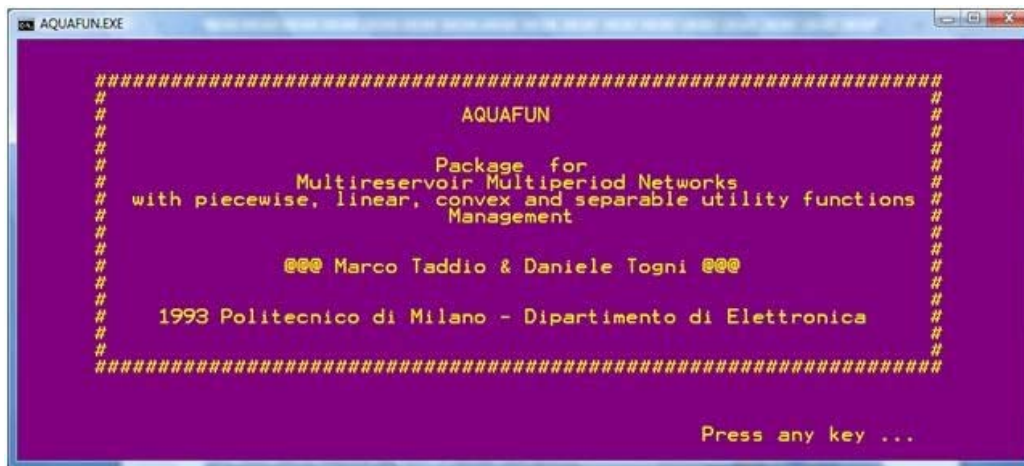 AQUAFUN.EXE
######################################################################
# #
# AQUAFUN #
# #
# #
# Package for #
# Multireservoir Multiperiod Networks #
# with piecewise, linear, convex and separable utility functions #
# Management #
# #
# #
# @@@ Marco Taddio & Daniele Togni @@@ #
# #
# #
# 1993 Politecnico di Milano - Dipartimento di Elettronica #
# #
# #
######################################################################
Press any key ...